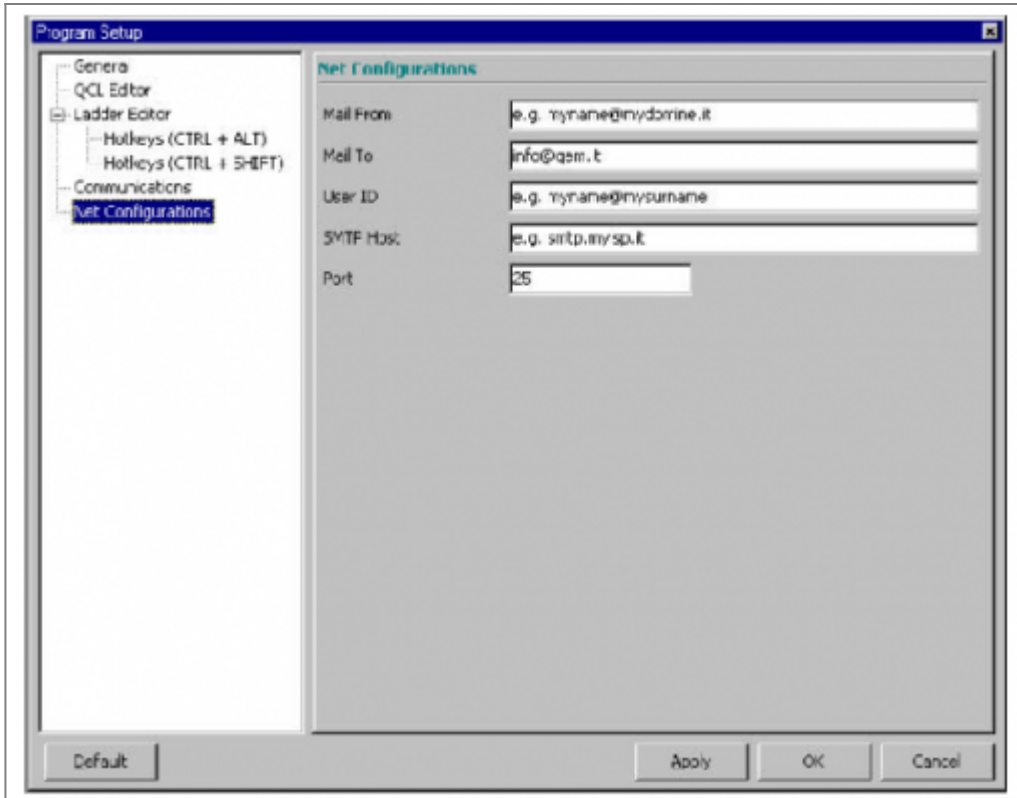 Program Setup
General
QCL Editor
Ladder Editor
Hotkeys (CTRL + ALT)
Hotkeys (CTRL + SHIFT)
Communications
Net Configurations
Net Configurations
Mail From
e.g. myname@mydomine.it
Mail To
info@qem.it
User ID
e.g. myname@mysurname
SMTP Host
e.g. smtp.myisp.it
Port
25
Default
Apply
OK
Cancel